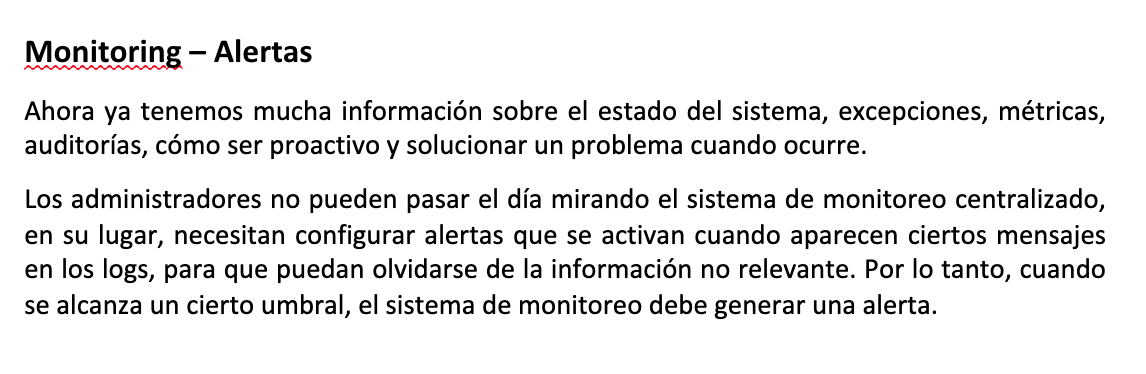 Monitoring – Alertas
Ahora ya tenemos mucha información sobre el estado del sistema, excepciones, métricas,
auditorías, cómo ser proactivo y solucionar un problema cuando ocurre.
Los administradores no pueden pasar el día mirando el sistema de monitoreo centralizado,
en su lugar, necesitan configurar alertas que se activan cuando aparecen ciertos mensajes
en los logs, para que puedan olvidarse de la información no relevante. Por lo tanto, cuando
se alcanza un cierto umbral, el sistema de monitoreo debe generar una alerta.